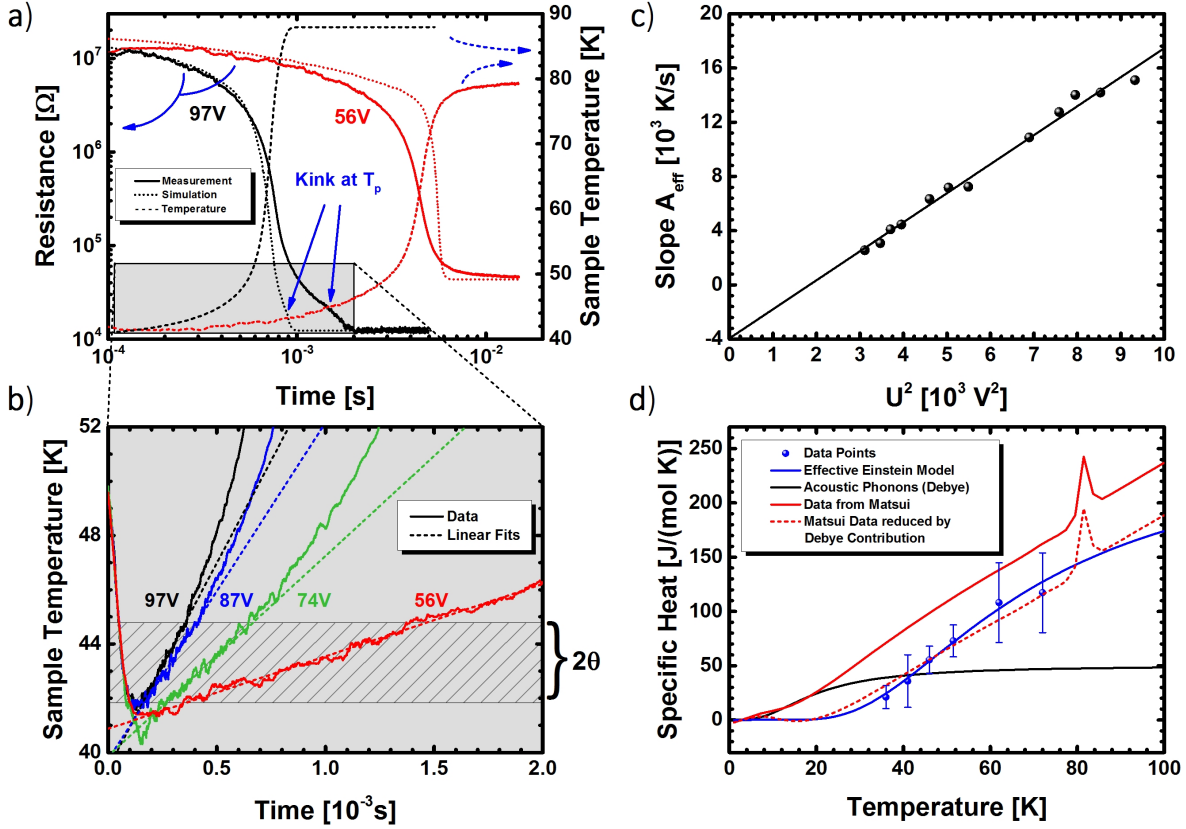 a)
Resistance [Ω]
10⁷
10⁶
10⁵
10⁴
10⁻⁴
10⁻³
10⁻²
Time [s]
90
80
70
60
50
40
Sample Temperature [K]
97V
56V
Kink at Tₚ
Measurement
Simulation
Temperature
b)
Sample Temperature [K]
52
48
44
40
0.0
0.5
1.0
1.5
2.0
Time [10⁻³s]
97V
87V
74V
56V
Data
Linear Fits
2θ
c)
Slope A_eff [10³ K/s]
20
16
12
8
4
0
-4
0
1
2
3
4
5
6
7
8
9
10
U² [10³ V²]
d)
Specific Heat [J/(mol K)]
250
200
150
100
50
0
0
20
40
60
80
100
Temperature [K]
Data Points
Effective Einstein Model
Acoustic Phonons (Debye)
Data from Matsui
Matsui Data reduced by
Debye Contribution